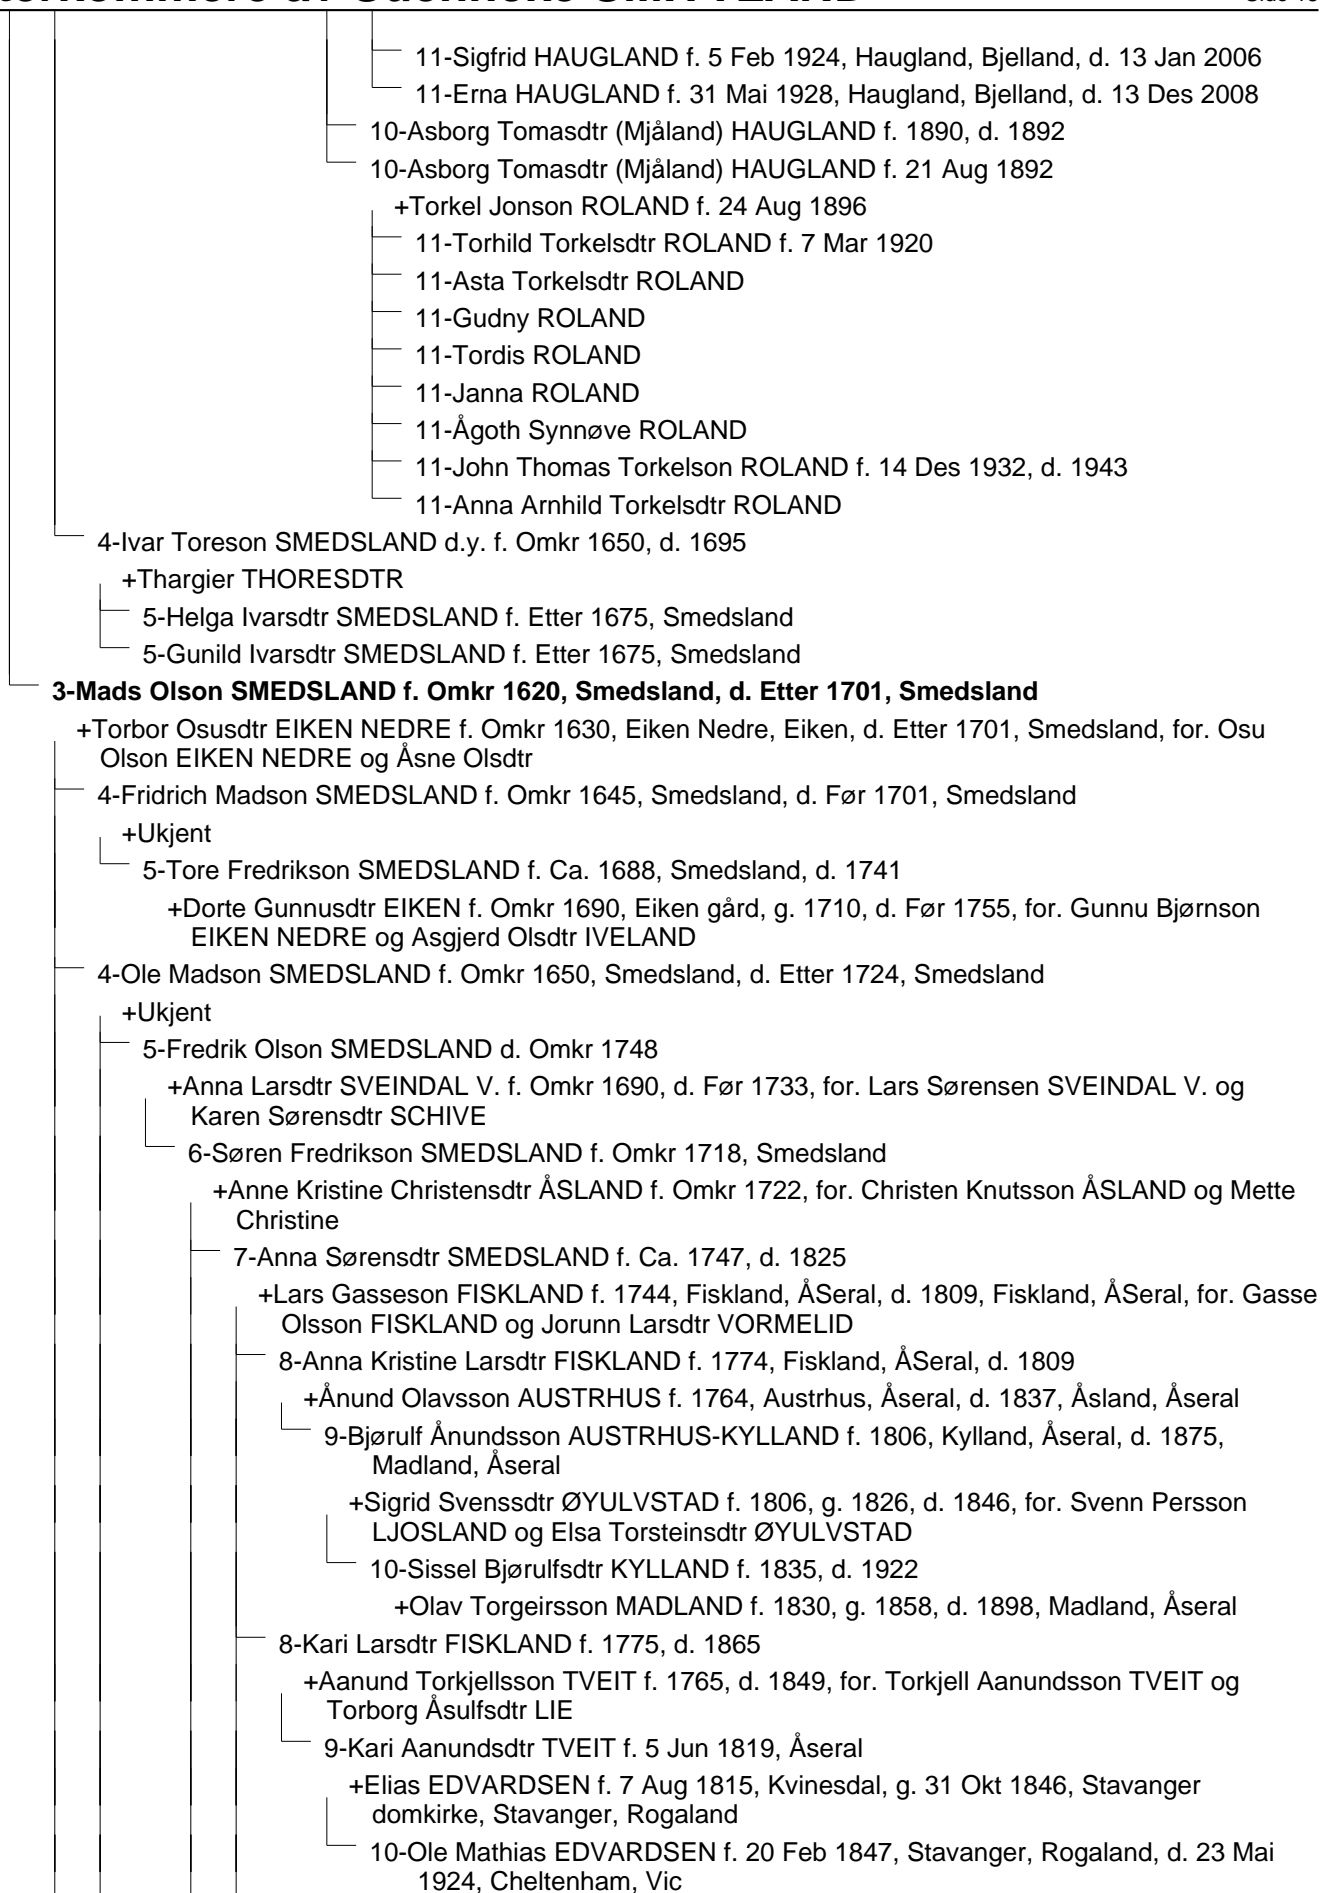 11-Sigfrid HAUGLAND f. 5 Feb 1924, Haugland, Bjelland, d. 13 Jan 2006
11-Erna HAUGLAND f. 31 Mai 1928, Haugland, Bjelland, d. 13 Des 2008
10-Asborg Tomasdtr (Mjåland) HAUGLAND f. 1890, d. 1892
10-Asborg Tomasdtr (Mjåland) HAUGLAND f. 21 Aug 1892
+Torkel Jonson ROLAND f. 24 Aug 1896
11-Torhild Torkelsdtr ROLAND f. 7 Mar 1920
11-Asta Torkelsdtr ROLAND
11-Gudny ROLAND
11-Tordis ROLAND
11-Janna ROLAND
11-Ågoth Synnøve ROLAND
11-John Thomas Torkelson ROLAND f. 14 Des 1932, d. 1943
11-Anna Arnhild Torkelsdtr ROLAND
4-Ivar Toreson SMEDSLAND d.y. f. Omkr 1650, d. 1695
+Thargier THORESDTR
5-Helga Ivarsdtr SMEDSLAND f. Etter 1675, Smedsland
5-Gunild Ivarsdtr SMEDSLAND f. Etter 1675, Smedsland
3-Mads Olson SMEDSLAND f. Omkr 1620, Smedsland, d. Etter 1701, Smedsland
+Torbor Osusdtr EIKEN NEDRE f. Omkr 1630, Eiken Nedre, Eiken, d. Etter 1701, Smedsland, for. Osu
Olson EIKEN NEDRE og Åsne Olsdtr
4-Fridrich Madson SMEDSLAND f. Omkr 1645, Smedsland, d. Før 1701, Smedsland
+Ukjent
5-Tore Fredrikson SMEDSLAND f. Ca. 1688, Smedsland, d. 1741
+Dorte Gunnusdtr EIKEN f. Omkr 1690, Eiken gård, g. 1710, d. Før 1755, for. Gunnu Bjørnson
EIKEN NEDRE og Asgjerd Olsdtr IVELAND
4-Ole Madson SMEDSLAND f. Omkr 1650, Smedsland, d. Etter 1724, Smedsland
+Ukjent
5-Fredrik Olson SMEDSLAND d. Omkr 1748
+Anna Larsdtr SVEINDAL V. f. Omkr 1690, d. Før 1733, for. Lars Sørensen SVEINDAL V. og
Karen Sørensdtr SCHIVE
6-Søren Fredrikson SMEDSLAND f. Omkr 1718, Smedsland
+Anne Kristine Christensdtr ÅSLAND f. Omkr 1722, for. Christen Knutsson ÅSLAND og Mette
Christine
7-Anna Sørensdtr SMEDSLAND f. Ca. 1747, d. 1825
+Lars Gasseson FISKLAND f. 1744, Fiskland, ÅSeral, d. 1809, Fiskland, ÅSeral, for. Gasse
Olsson FISKLAND og Jorunn Larsdtr VORMELID
8-Anna Kristine Larsdtr FISKLAND f. 1774, Fiskland, ÅSeral, d. 1809
+Ånund Olavsson AUSTRHUS f. 1764, Austrhus, Åseral, d. 1837, Åsland, Åseral
9-Bjørulf Ånundsson AUSTRHUS-KYLLAND f. 1806, Kylland, Åseral, d. 1875,
Madland, Åseral
+Sigrid Svenssdtr ØYULVSTAD f. 1806, g. 1826, d. 1846, for. Svenn Persson
LJOSLAND og Elsa Torsteinsdtr ØYULVSTAD
10-Sissel Bjørulfsdtr KYLLAND f. 1835, d. 1922
+Olav Torgeirsson MADLAND f. 1830, g. 1858, d. 1898, Madland, Åseral
8-Kari Larsdtr FISKLAND f. 1775, d. 1865
+Aanund Torkjellsson TVEIT f. 1765, d. 1849, for. Torkjell Aanundsson TVEIT og
Torborg Åsulfsdtr LIE
9-Kari Aanundsdtr TVEIT f. 5 Jun 1819, Åseral
+Elias EDVARDSEN f. 7 Aug 1815, Kvinesdal, g. 31 Okt 1846, Stavanger
domkirke, Stavanger, Rogaland
10-Ole Mathias EDVARDSEN f. 20 Feb 1847, Stavanger, Rogaland, d. 23 Mai
1924, Cheltenham, Vic